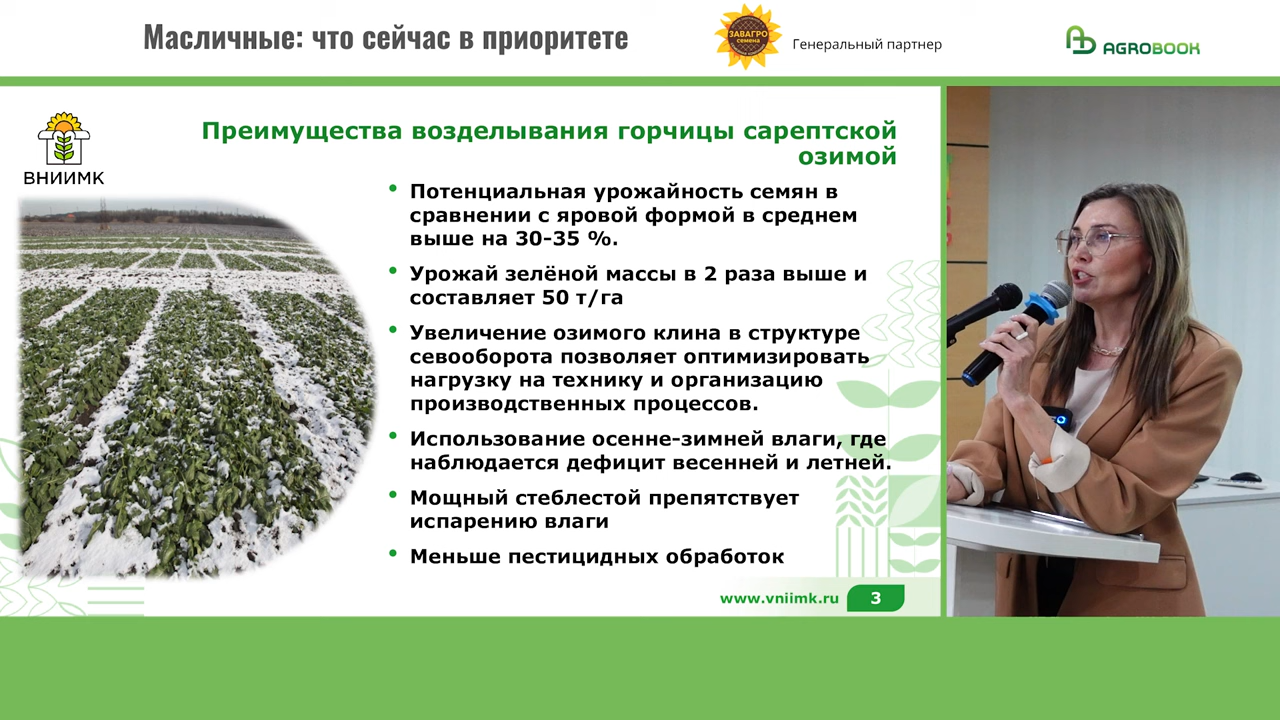 Масличные: что сейчас в приоритете
ЗАВАГРО
семена
Генеральный партнер
AGROBOOK
ВНИИМК
Преимущества возделывания горчицы сарептской
озимой
• Потенциальная урожайность семян в
сравнении с яровой формой в среднем
выше на 30-35 %.
• Урожай зелёной массы в 2 раза выше и
составляет 50 т/га
• Увеличение озимого клина в структуре
севооборота позволяет оптимизировать
нагрузку на технику и организацию
производственных процессов.
• Использование осенне-зимней влаги, где
наблюдается дефицит весенней и летней.
• Мощный стеблестой препятствует
испарению влаги
• Меньше пестицидных обработок
www.vniimk.ru
3